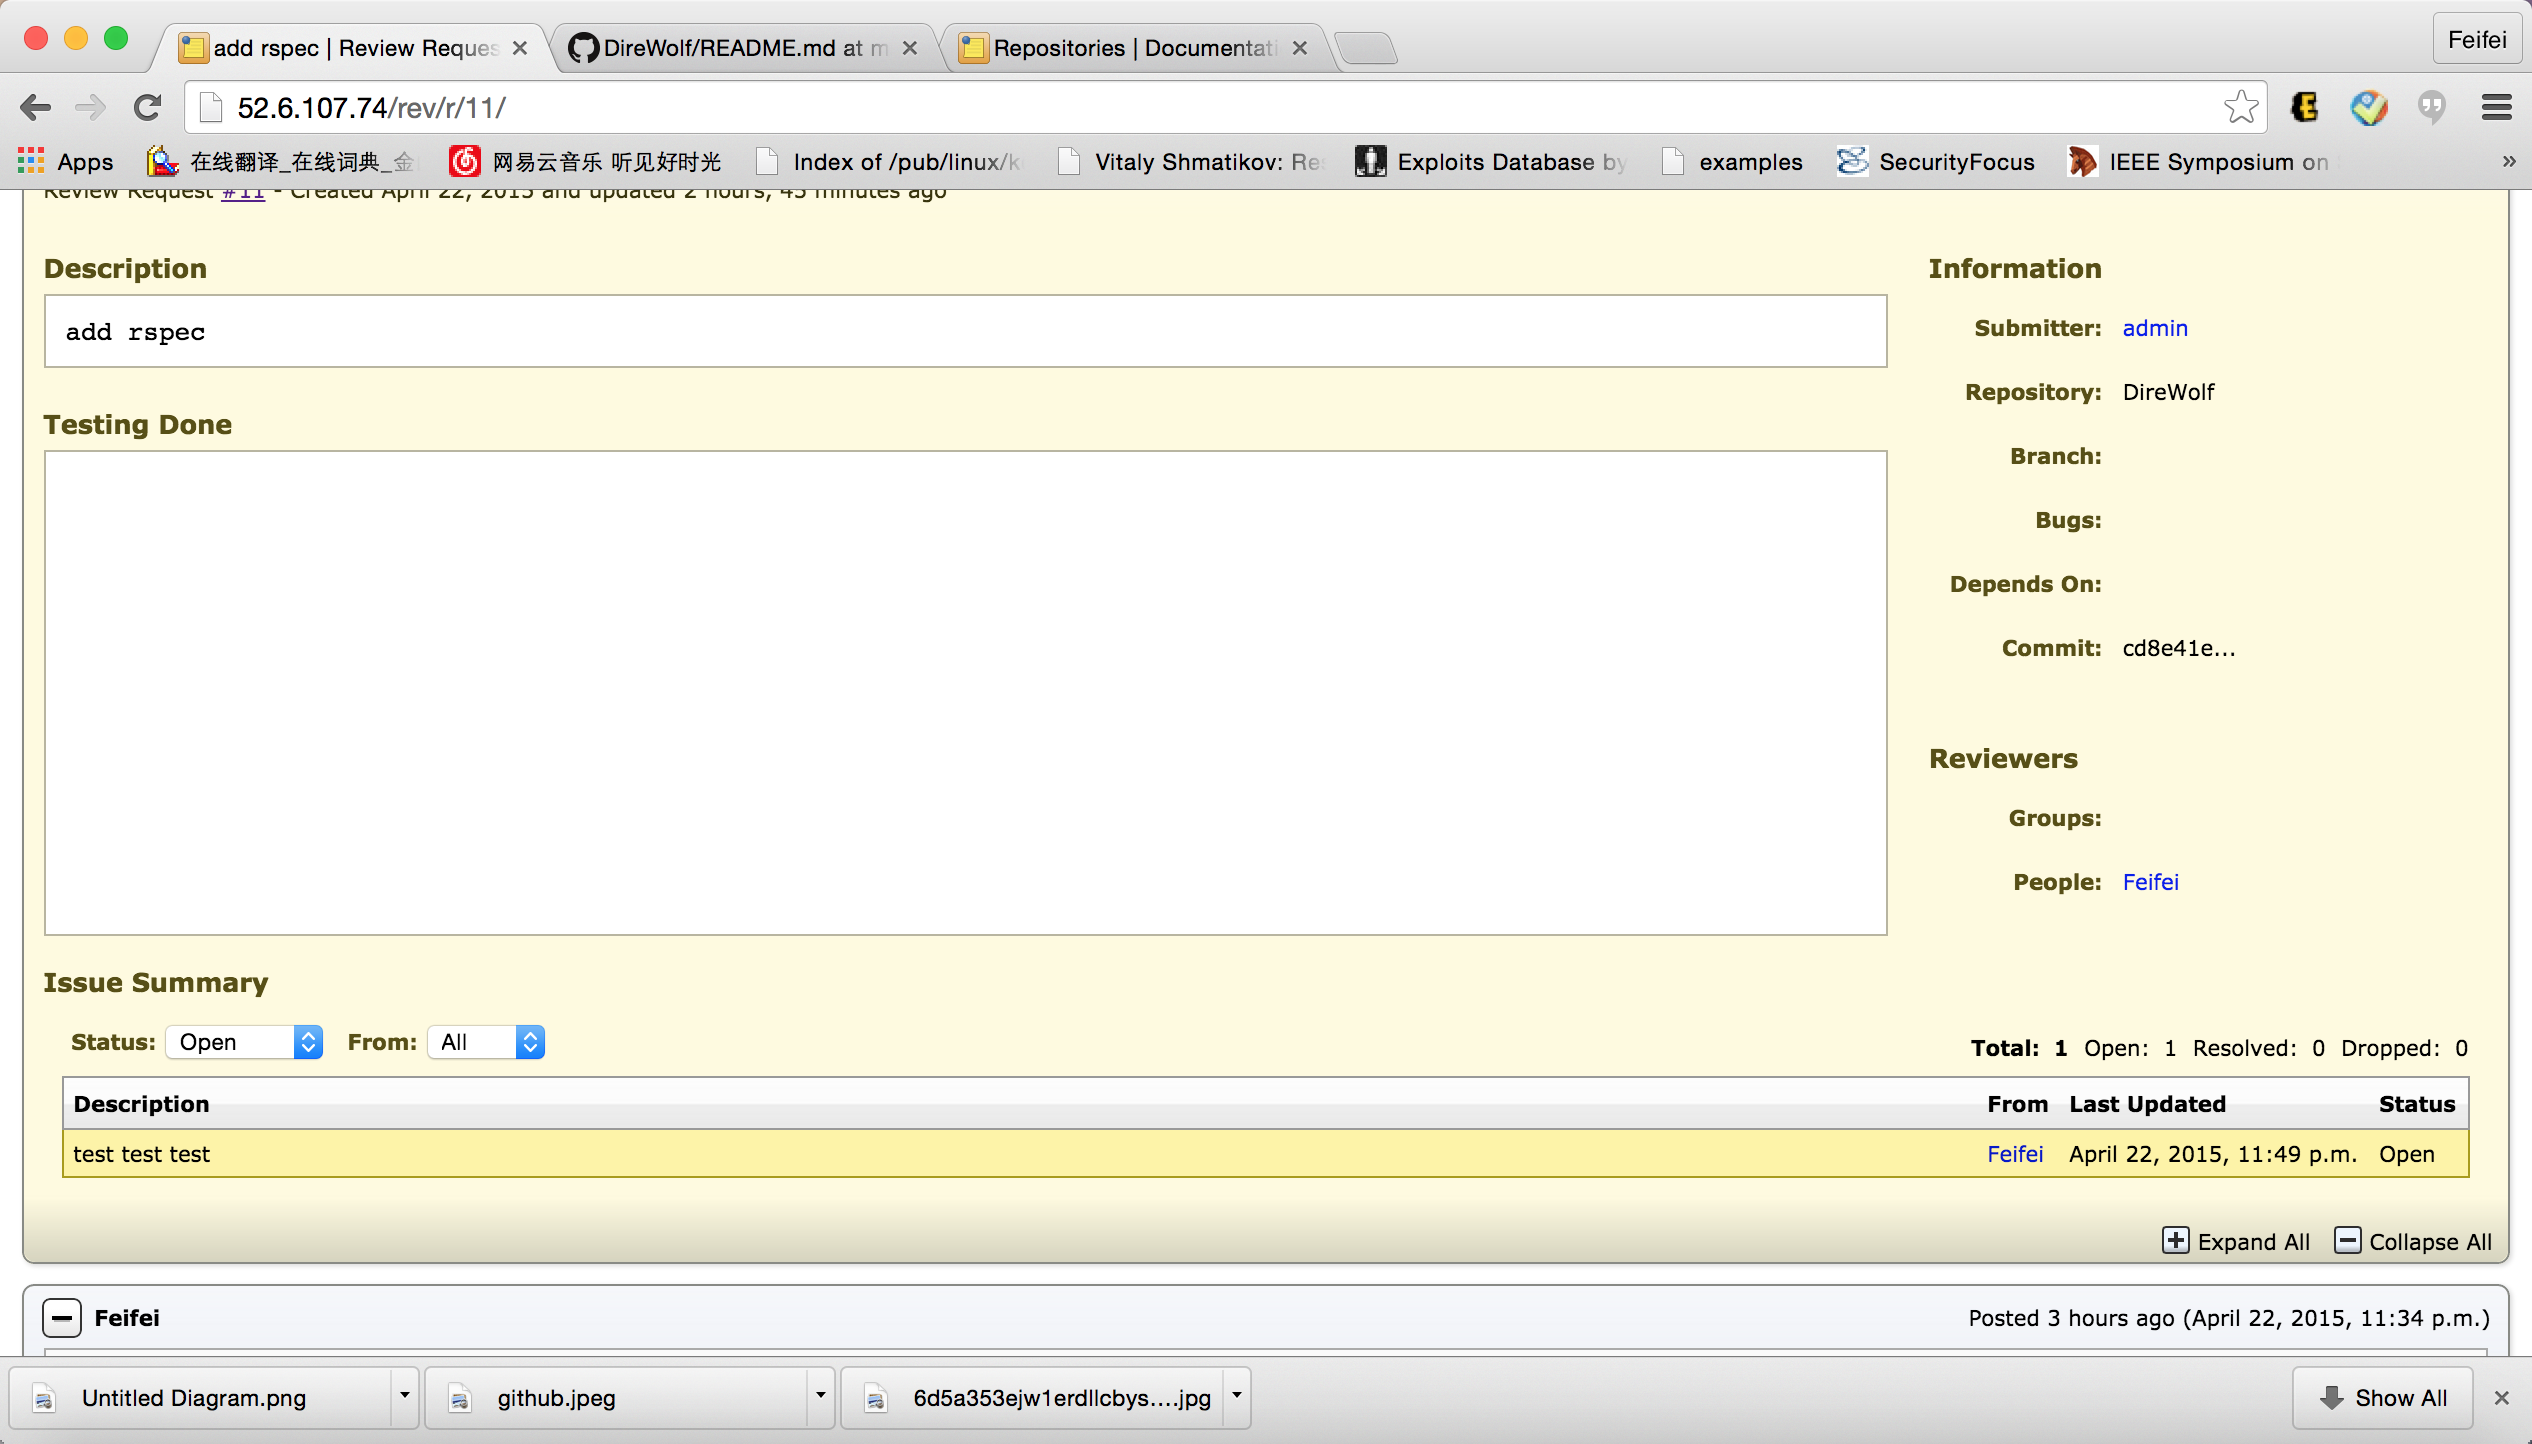 add rspec | Review Reques
DireWolf/README.md at m
Repositories | Documentati
Feifei
52.6.107.74/rev/r/11/
Apps
在线翻译_在线词典_金
网易云音乐 听见好时光
Index of /pub/linux/k
Vitaly Shmatikov: Re
Exploits Database by
examples
SecurityFocus
IEEE Symposium on
»
Review Request #11 - Created April 22, 2015 and updated 2 hours, 45 minutes ago
Description
add rspec
Testing Done
Information
Submitter: admin
Repository: DireWolf
Branch:
Bugs:
Depends On:
Commit: cd8e41e...
Reviewers
Groups:
People: Feifei
Issue Summary
Status: Open From: All
Total: 1 Open: 1 Resolved: 0 Dropped: 0
Description From Last Updated Status
test test test Feifei April 22, 2015, 11:49 p.m. Open
Expand All Collapse All
Feifei Posted 3 hours ago (April 22, 2015, 11:34 p.m.)
Untitled Diagram.png
github.jpeg
6d5a353ejw1erdllcbys....jpg
Show All